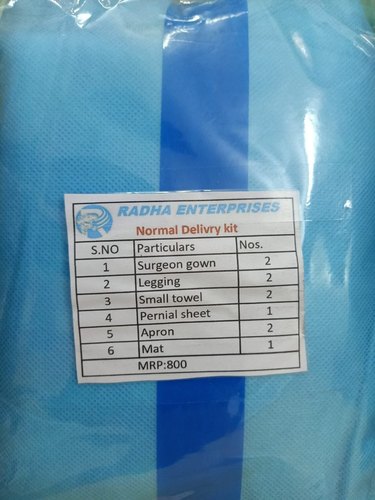 RADHA ENTERPRISES
Normal Delivry kit
S.NO Particulars Nos.
1 Surgeon gown 2
2 Legging 2
3 Small towel 2
4 Pernial sheet 1
5 Apron 2
6 Mat 1
MRP:800